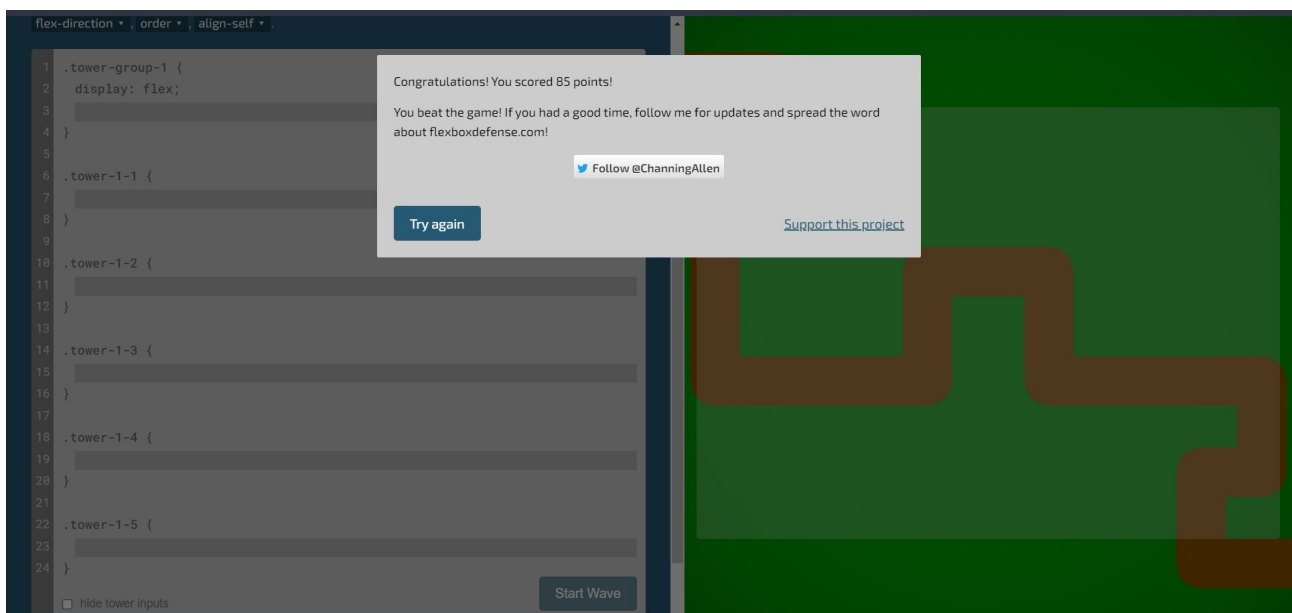 flex-direction ▾ , order ▾ , align-self ▾ .
1 .tower-group-1 {
2 display: flex;
3
4 }
5
6 .tower-1-1 {
7
8 }
9
10 .tower-1-2 {
11
12 }
13
14 .tower-1-3 {
15
16 }
17
18 .tower-1-4 {
19
20 }
21
22 .tower-1-5 {
23
24 }
hide tower inputs
Start Wave
Congratulations! You scored 85 points!
You beat the game! If you had a good time, follow me for updates and spread the word
about flexboxdefense.com!
Follow @ChanningAllen
Try again
Support this project